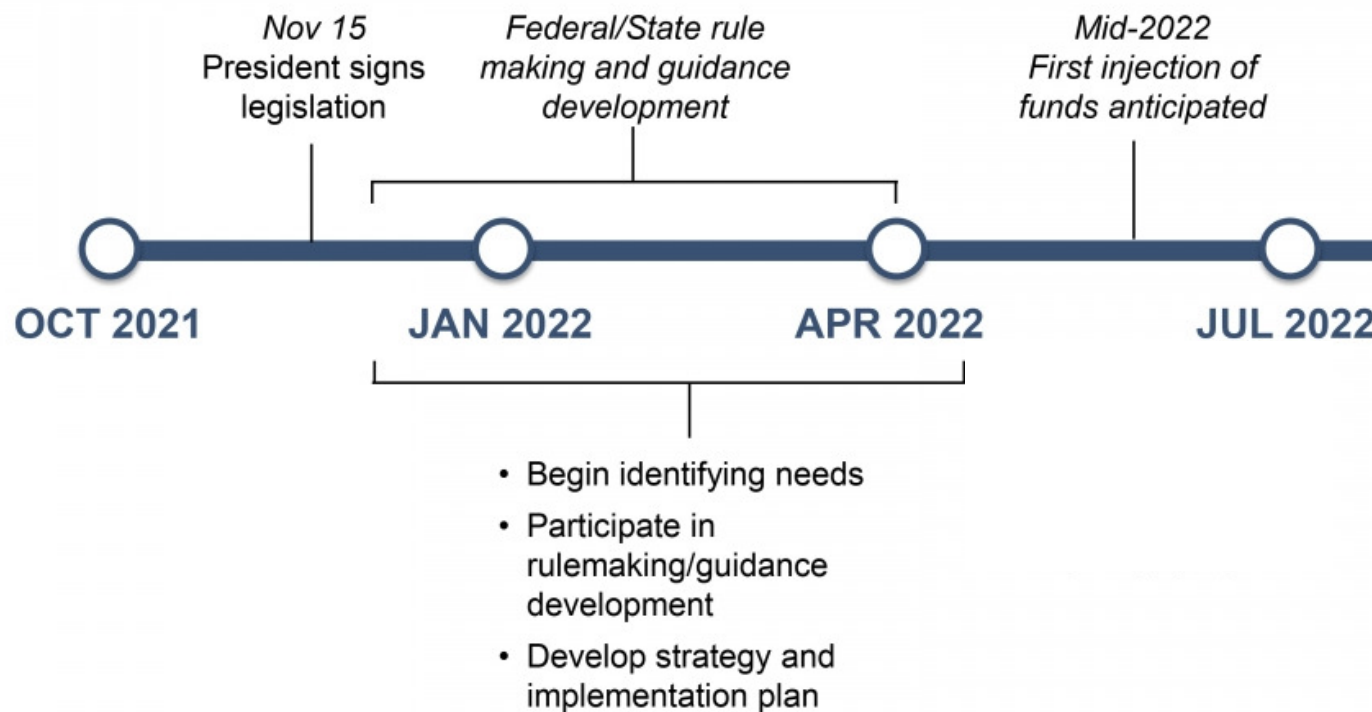 Nov 15
President signs
legislation
Federal/State rule
making and guidance
development
Mid-2022
First injection of
funds anticipated
OCT 2021
JAN 2022
APR 2022
JUL 2022
• Begin identifying needs
• Participate in
rulemaking/guidance
development
• Develop strategy and
implementation plan